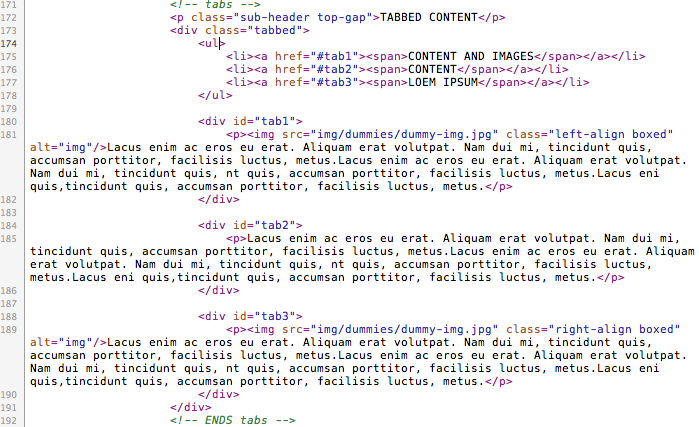 171 <!-- tabs -->
172 <p class="sub-header top-gap">TABBED CONTENT</p>
173 <div class="tabbed">
174 <ul>
175 <li><a href="#tab1"><span>CONTENT AND IMAGES</span></a></li>
176 <li><a href="#tab2"><span>CONTENT</span></a></li>
177 <li><a href="#tab3"><span>LOEM IPSUM</span></a></li>
178 </ul>
179
180 <div id="tab1">
181 <p><img src="img/dummies/dummy-img.jpg" class="left-align boxed"
alt="img"/>Lacus enim ac eros eu erat. Aliquam erat volutpat. Nam dui mi, tincidunt quis,
accumsan porttitor, facilisis luctus, metus.Lacus enim ac eros eu erat. Aliquam erat volutpat.
Nam dui mi, tincidunt quis, nt quis, accumsan porttitor, facilisis luctus, metus.Lacus eni
quis,tincidunt quis, accumsan porttitor, facilisis luctus, metus.</p>
182 </div>
183
184 <div id="tab2">
185 <p>Lacus enim ac eros eu erat. Aliquam erat volutpat. Nam dui mi,
tincidunt quis, accumsan porttitor, facilisis luctus, metus.Lacus enim ac eros eu erat. Aliquam
erat volutpat. Nam dui mi, tincidunt quis, nt quis, accumsan porttitor, facilisis luctus,
metus.Lacus eni quis,tincidunt quis, accumsan porttitor, facilisis luctus, metus.</p>
186 </div>
187
188 <div id="tab3">
189 <p><img src="img/dummies/dummy-img.jpg" class="right-align boxed"
alt="img"/>Lacus enim ac eros eu erat. Aliquam erat volutpat. Nam dui mi, tincidunt quis,
accumsan porttitor, facilisis luctus, metus.Lacus enim ac eros eu erat. Aliquam erat volutpat.
Nam dui mi, tincidunt quis, nt quis, accumsan porttitor, facilisis luctus, metus.Lacus eni
quis,tincidunt quis, accumsan porttitor, facilisis luctus, metus.</p>
190 </div>
191 </div>
192 <!-- ENDS tabs -->